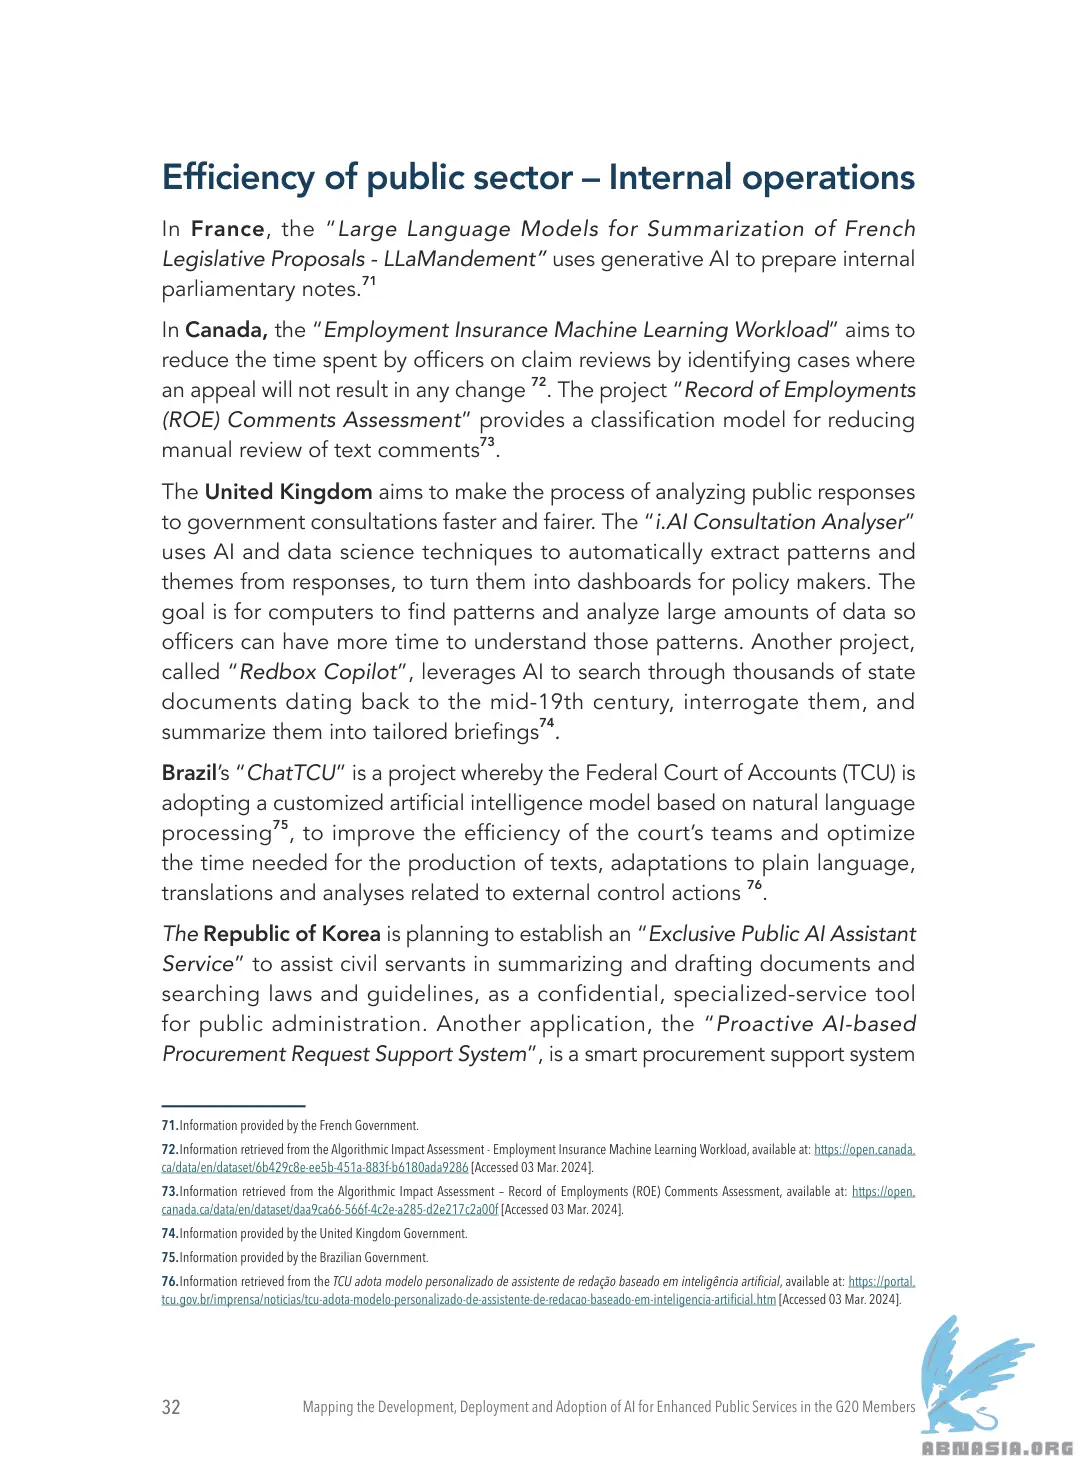 Efficiency of public sector – Internal operations
In France, the “Large Language Models for Summarization of French
Legislative Proposals - LLaMandement” uses generative AI to prepare internal
parliamentary notes.71
In Canada, the “Employment Insurance Machine Learning Workload” aims to
reduce the time spent by officers on claim reviews by identifying cases where
an appeal will not result in any change 72. The project “Record of Employments
(ROE) Comments Assessment” provides a classification model for reducing
manual review of text comments73.
The United Kingdom aims to make the process of analyzing public responses
to government consultations faster and fairer. The “i.AI Consultation Analyser”
uses AI and data science techniques to automatically extract patterns and
themes from responses, to turn them into dashboards for policy makers. The
goal is for computers to find patterns and analyze large amounts of data so
officers can have more time to understand those patterns. Another project,
called “Redbox Copilot”, leverages AI to search through thousands of state
documents dating back to the mid-19th century, interrogate them, and
summarize them into tailored briefings74.
Brazil’s “ChatTCU” is a project whereby the Federal Court of Accounts (TCU) is
adopting a customized artificial intelligence model based on natural language
processing75, to improve the efficiency of the court’s teams and optimize
the time needed for the production of texts, adaptations to plain language,
translations and analyses related to external control actions 76.
The Republic of Korea is planning to establish an “Exclusive Public AI Assistant
Service” to assist civil servants in summarizing and drafting documents and
searching laws and guidelines, as a confidential, specialized-service tool
for public administration. Another application, the “Proactive AI-based
Procurement Request Support System”, is a smart procurement support system
71.Information provided by the French Government.
72.Information retrieved from the Algorithmic Impact Assessment - Employment Insurance Machine Learning Workload, available at: https://open.canada.
ca/data/en/dataset/6b429c8e-ee5b-451a-883f-b6180ada9286 [Accessed 03 Mar. 2024].
73.Information retrieved from the Algorithmic Impact Assessment – Record of Employments (ROE) Comments Assessment, available at: https://open.
canada.ca/data/en/dataset/daa9ca66-566f-4c2e-a285-d2e217c2a00f [Accessed 03 Mar. 2024].
74.Information provided by the United Kingdom Government.
75.Information provided by the Brazilian Government.
76.Information retrieved from the TCU adota modelo personalizado de assistente de redação baseado em inteligência artificial, available at: https://portal.
tcu.gov.br/imprensa/noticias/tcu-adota-modelo-personalizado-de-assistente-de-redacao-baseado-em-inteligencia-artificial.htm [Accessed 03 Mar. 2024].
32
Mapping the Development, Deployment and Adoption of AI for Enhanced Public Services in the G20 Members
ABNASIA.ORG